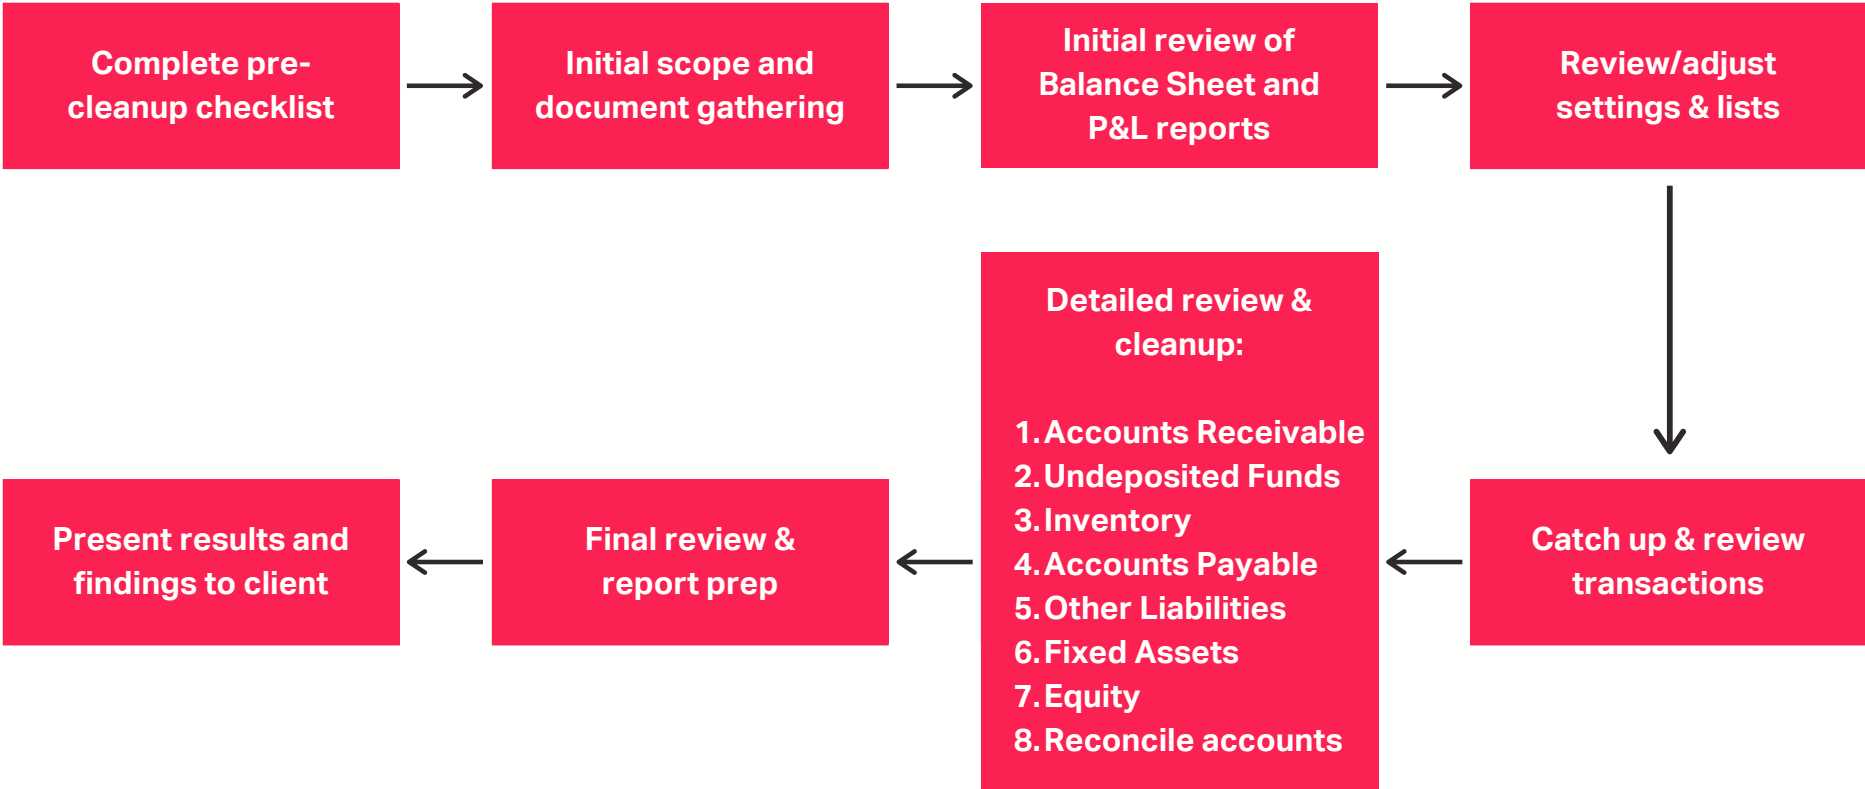 Complete pre-
cleanup checklist
Initial scope and
document gathering
Initial review of
Balance Sheet and
P&L reports
Review/adjust
settings & lists
Catch up & review
transactions
Detailed review &
cleanup:
1. Accounts Receivable
2. Undeposited Funds
3. Inventory
4. Accounts Payable
5. Other Liabilities
6. Fixed Assets
7. Equity
8. Reconcile accounts
Final review &
report prep
Present results and
findings to client